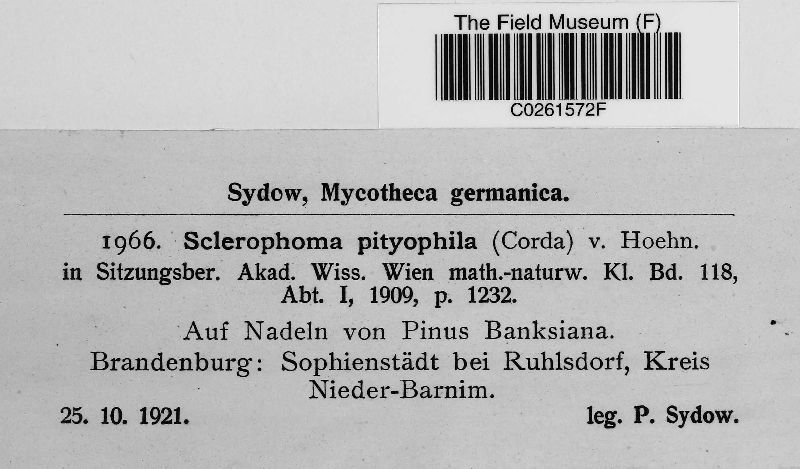 The Field Museum (F)
C0261572F
Sydow, Mycotheca germanica.
1966. Sclerophoma pityophila (Corda) v. Hoehn.
in Sitzungsber. Akad. Wiss. Wien math.-naturw. Kl. Bd. 118,
Abt. I, 1909, p. 1232.
Auf Nadeln von Pinus Banksiana.
Brandenburg: Sophienstädt bei Ruhlsdorf, Kreis
Nieder-Barnim.
25. 10. 1921. leg. P. Sydow.